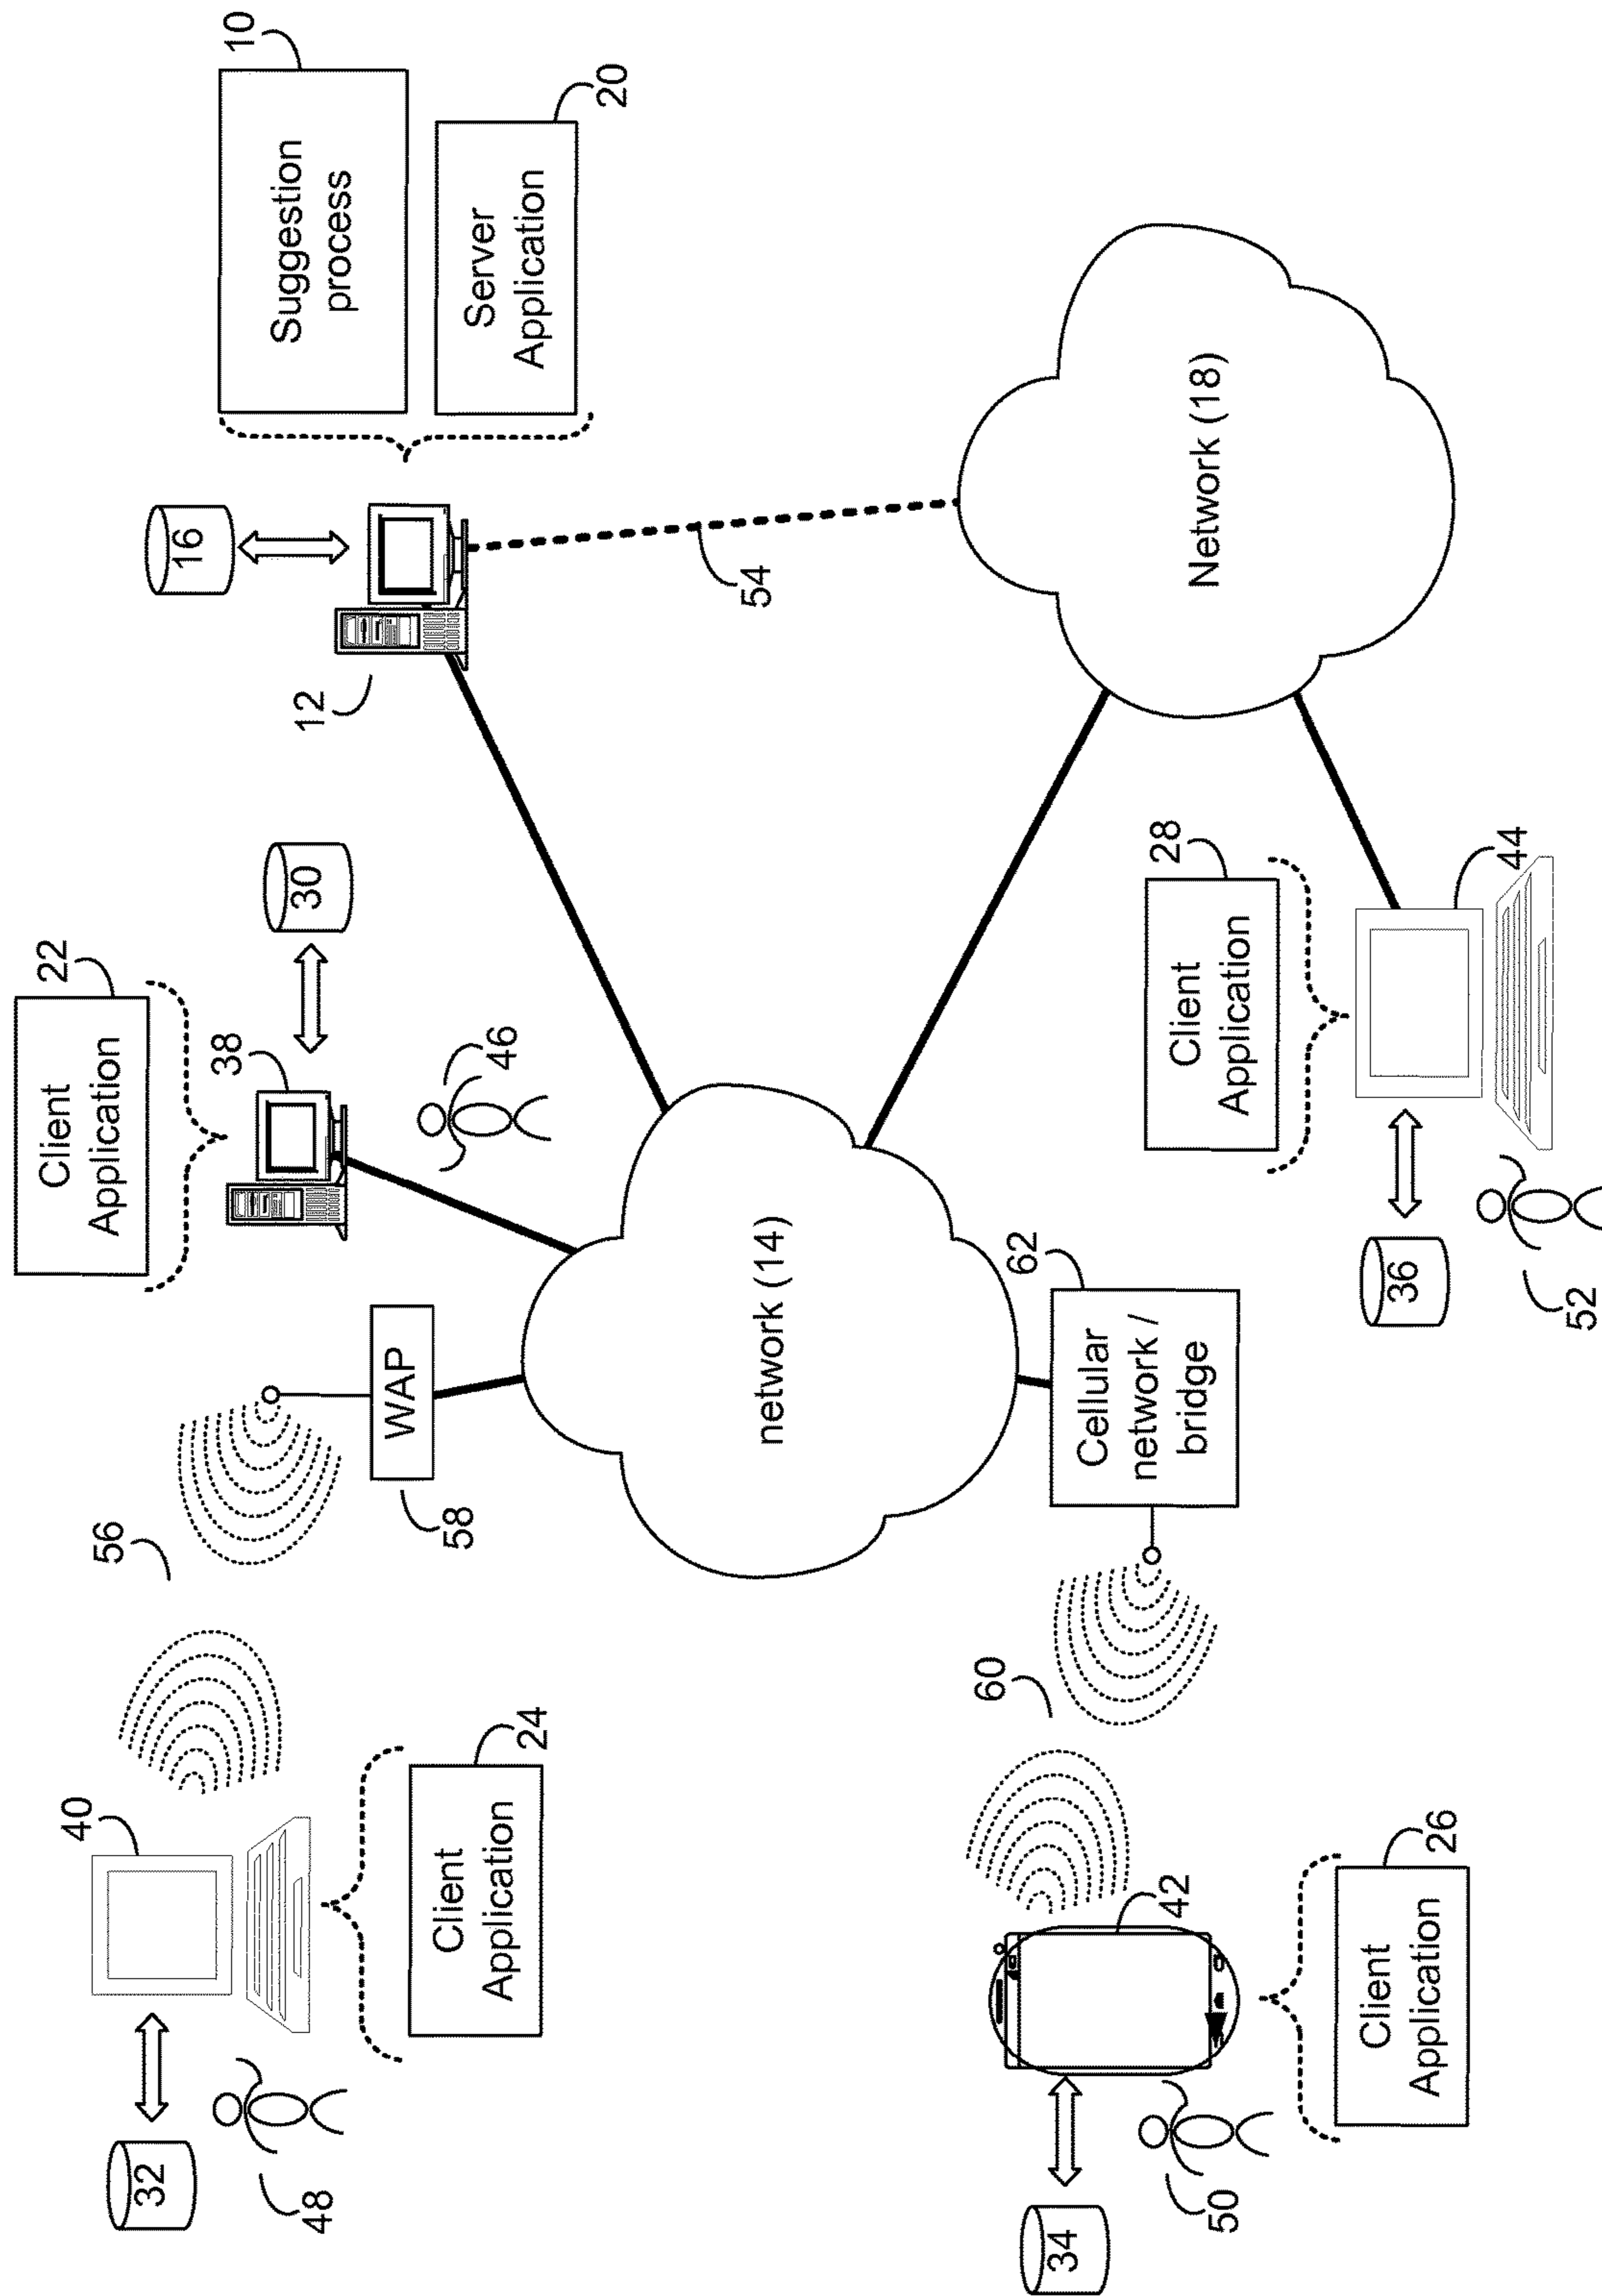 32
48
40
Client
Application
24
56
58
WAP
Client
Application
22
38
30
46
12
16
Suggestion
process
10
Server
Application
20
54
network (14)
Network (18)
34
50
42
Client
Application
26
60
Cellular
network /
bridge
62
36
52
Client
Application
28
44